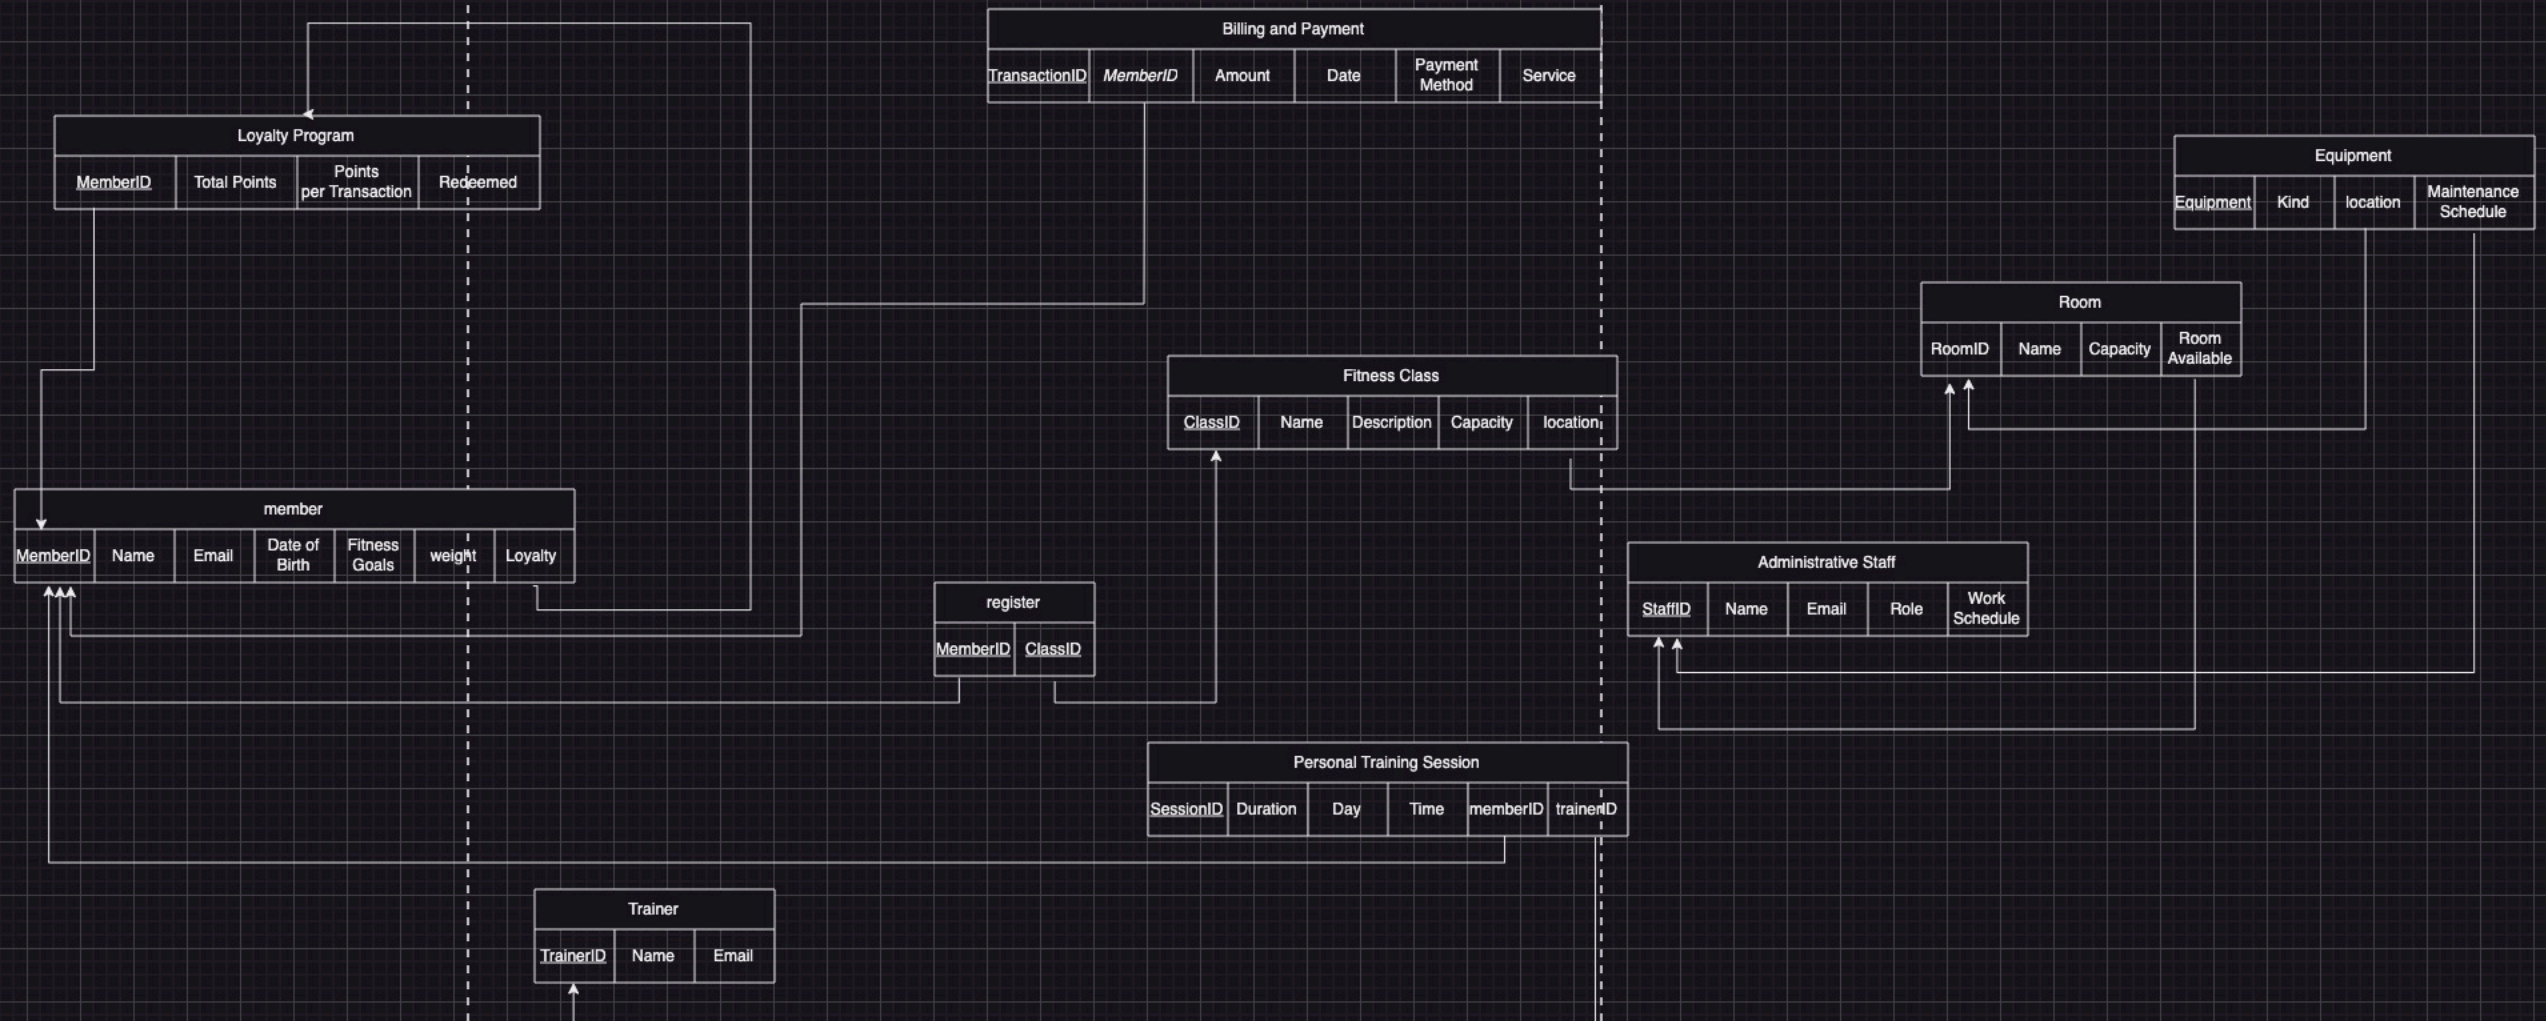 Billing and Payment
TransactionID MemberID Amount Date Payment Method Service
Loyalty Program
MemberID Total Points Points per Transaction Redeemed
Equipment
Equipment Kind location Maintenance Schedule
Room
RoomID Name Capacity Room Available
Fitness Class
ClassID Name Description Capacity location
member
MemberID Name Email Date of Birth Fitness Goals weight Loyalty
Administrative Staff
StaffID Name Email Role Work Schedule
register
MemberID ClassID
Personal Training Session
SessionID Duration Day Time memberID trainerID
Trainer
TrainerID Name Email